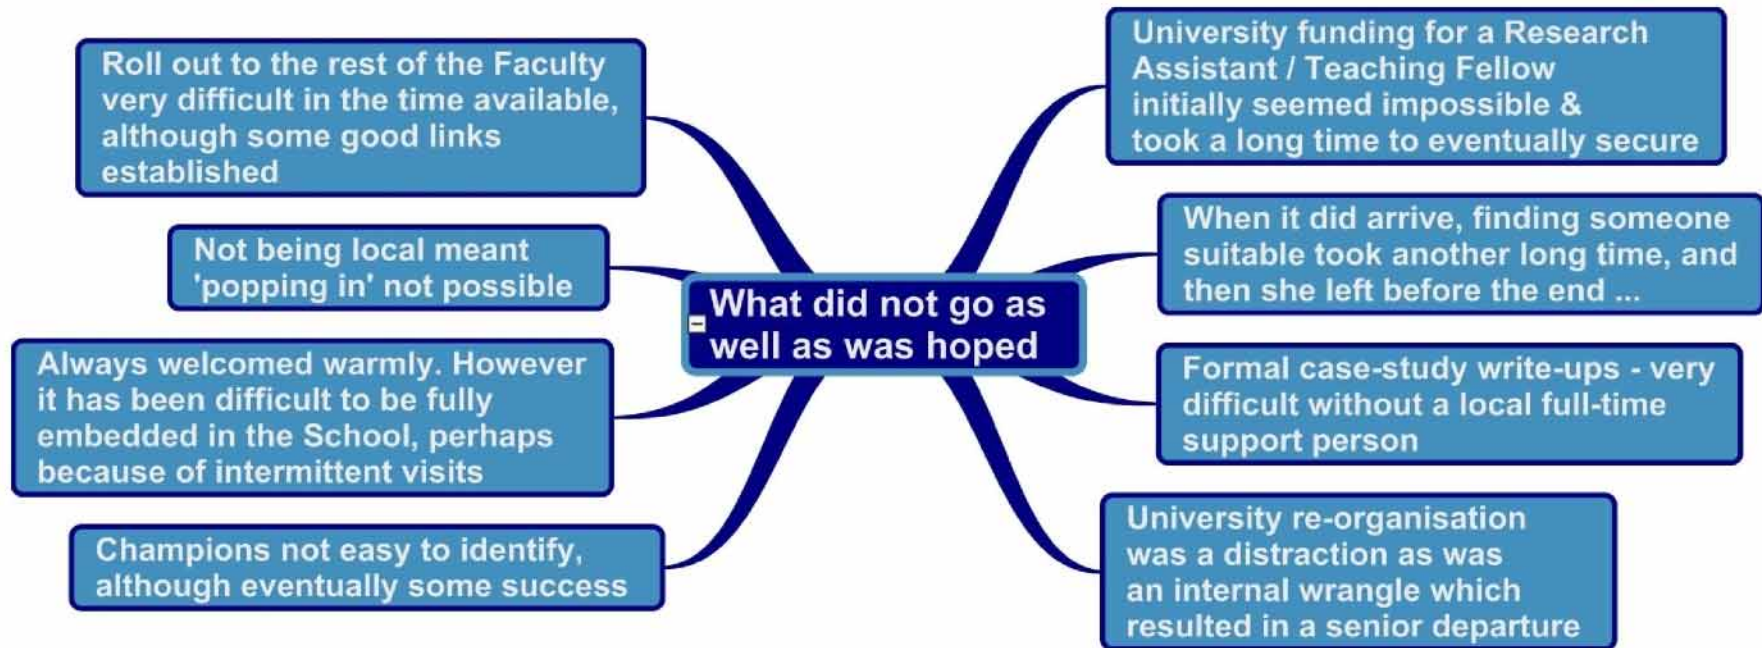 What did not go as
well as was hoped
University funding for a Research
Assistant / Teaching Fellow
initially seemed impossible &
took a long time to eventually secure
When it did arrive, finding someone
suitable took another long time, and
then she left before the end ...
Formal case-study write-ups - very
difficult without a local full-time
support person
University re-organisation
was a distraction as was
an internal wrangle which
resulted in a senior departure
Roll out to the rest of the Faculty
very difficult in the time available,
although some good links
established
Not being local meant
'popping in' not possible
Always welcomed warmly. However
it has been difficult to be fully
embedded in the School, perhaps
because of intermittent visits
Champions not easy to identify,
although eventually some success